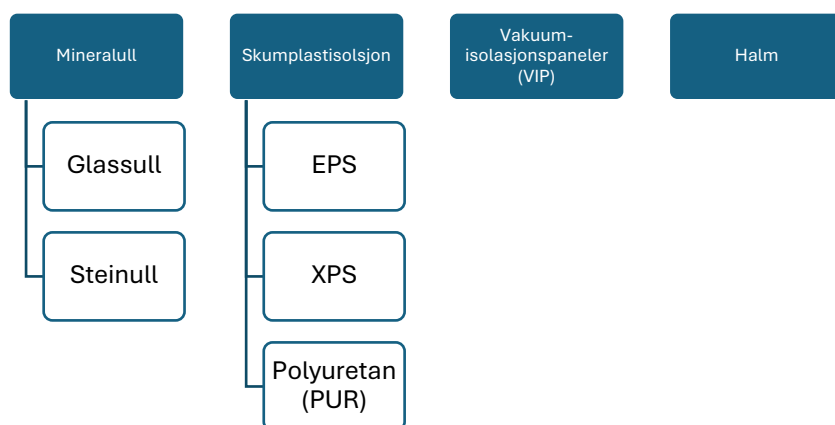 Mineralull
Skumplastisolsjon
Vakuum-
isolasjonspaneler
(VIP)
Halm
Glassull
Steinull
EPS
XPS
Polyuretan
(PUR)